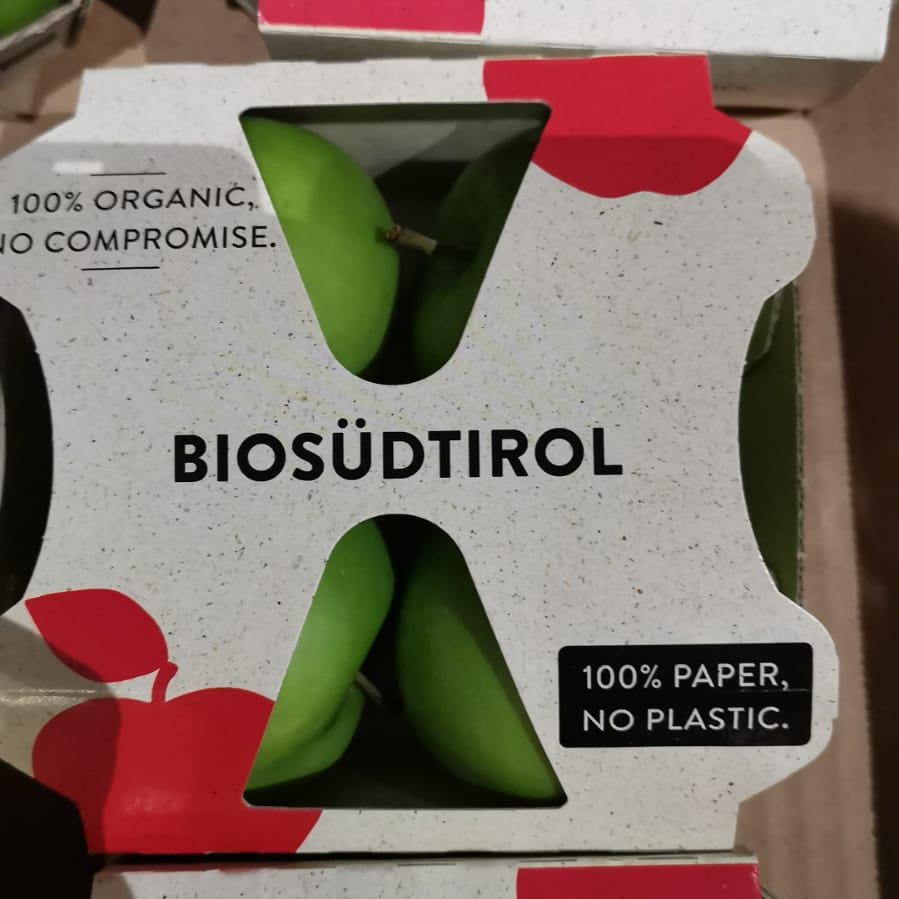 100% ORGANIC,
NO COMPROMISE.
BIOSÜDTIROL
100% PAPER,
NO PLASTIC.